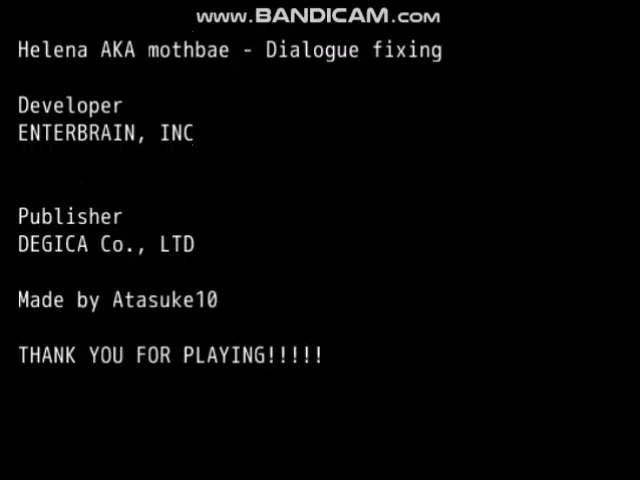 www.BANDICAM.com
Helena AKA mothbae - Dialogue fixing
Developer
ENTERBRAIN, INC
Publisher
DEGICA Co., LTD
Made by Atasuke10
THANK YOU FOR PLAYING!!!!!